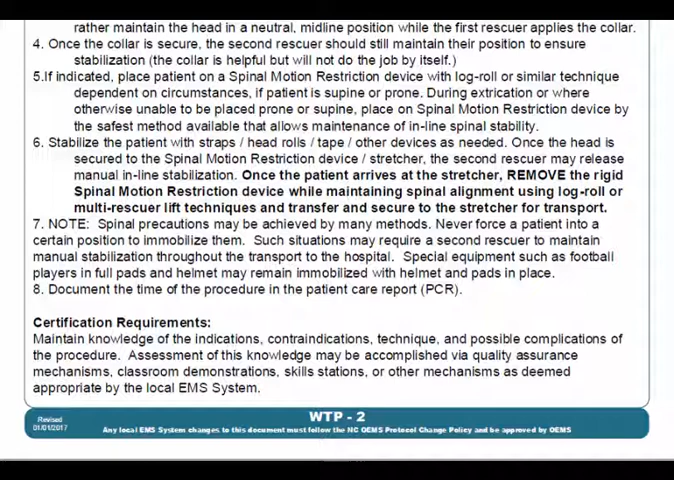 rather maintain the head in a neutral, midline position while the first rescuer applies the collar.
4. Once the collar is secure, the second rescuer should still maintain their position to ensure
stabilization (the collar is helpful but will not do the job by itself.)
5.If indicated, place patient on a Spinal Motion Restriction device with log-roll or similar technique
dependent on circumstances, if patient is supine or prone. During extrication or where
otherwise unable to be placed prone or supine, place on Spinal Motion Restriction device by
the safest method available that allows maintenance of in-line spinal stability.
6. Stabilize the patient with straps / head rolls / tape / other devices as needed. Once the head is
secured to the Spinal Motion Restriction device / stretcher, the second rescuer may release
manual in-line stabilization. Once the patient arrives at the stretcher, REMOVE the rigid
Spinal Motion Restriction device while maintaining spinal alignment using log-roll or
multi-rescuer lift techniques and transfer and secure to the stretcher for transport.
7. NOTE: Spinal precautions may be achieved by many methods. Never force a patient into a
certain position to immobilize them. Such situations may require a second rescuer to maintain
manual stabilization throughout the transport to the hospital. Special equipment such as football
players in full pads and helmet may remain immobilized with helmet and pads in place.
8. Document the time of the procedure in the patient care report (PCR).
Certification Requirements:
Maintain knowledge of the indications, contraindications, technique, and possible complications of
the procedure. Assessment of this knowledge may be accomplished via quality assurance
mechanisms, classroom demonstrations, skills stations, or other mechanisms as deemed
appropriate by the local EMS System.
Revised
01/01/2017
WTP - 2
Any local EMS System changes to this document must follow the NC OEMS Protocol Change Policy and be approved by OEMS